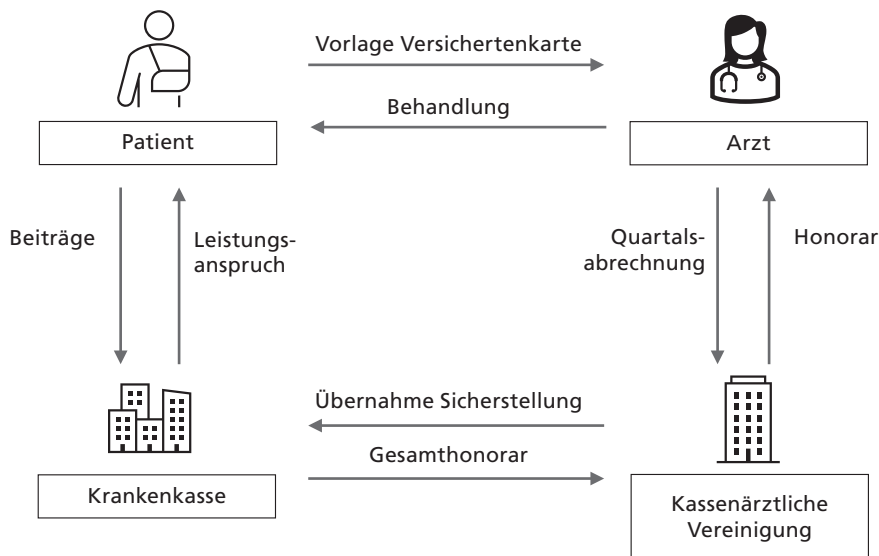 Vorlage Versichertenkarte
Behandlung
Patient
Arzt
Beiträge
Leistungs-
anspruch
Quartals-
abrechnung
Honorar
Übernahme Sicherstellung
Gesamthonorar
Krankenkasse
Kassenärztliche
Vereinigung